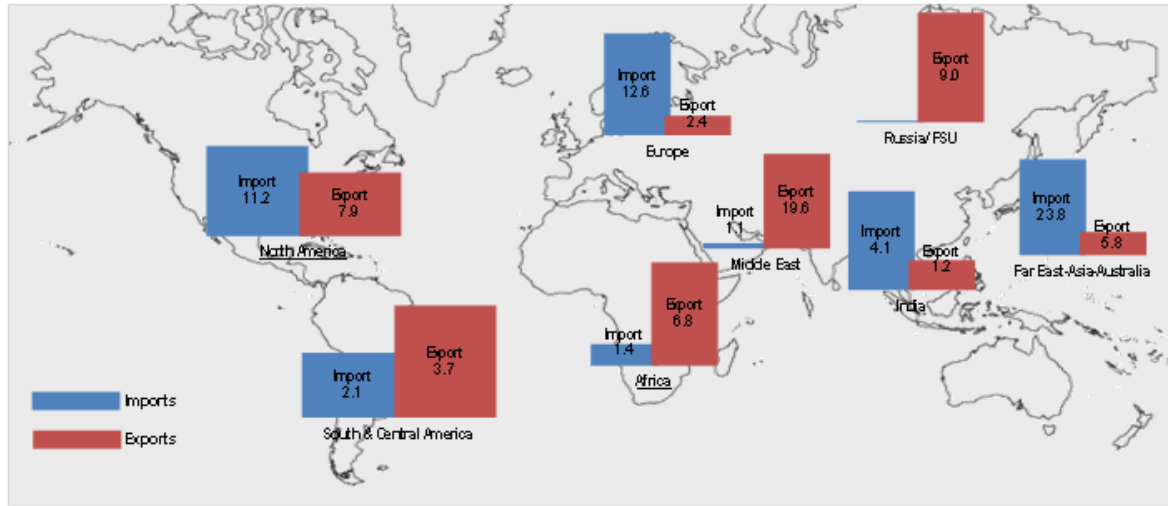 Export
9.0
Import
12.6
Export
2.4
Russia/FSU
Europe
Import
11.2
Export
7.9
North America
Import
1.1
Export
19.6
Middle East
Import
4.1
Export
1.2
India
Import
23.8
Export
5.8
Far East-Asia-Australia
Import
1.4
Export
6.8
Africa
Import
2.1
Export
3.7
South & Central America
Imports
Exports